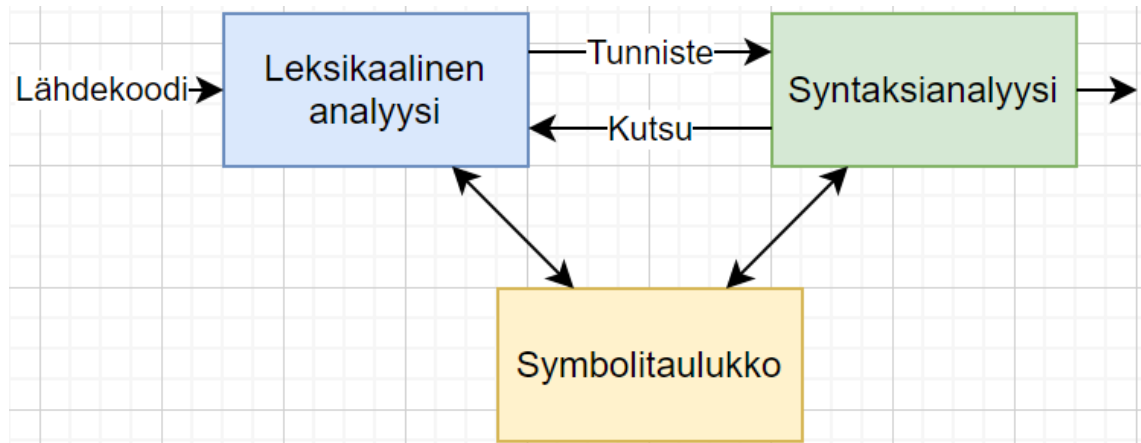 Lähdekoodi
Leksikaalinen
analyysi
Tunniste
Kutsu
Syntaksianalyysi
Symbolitaulukko